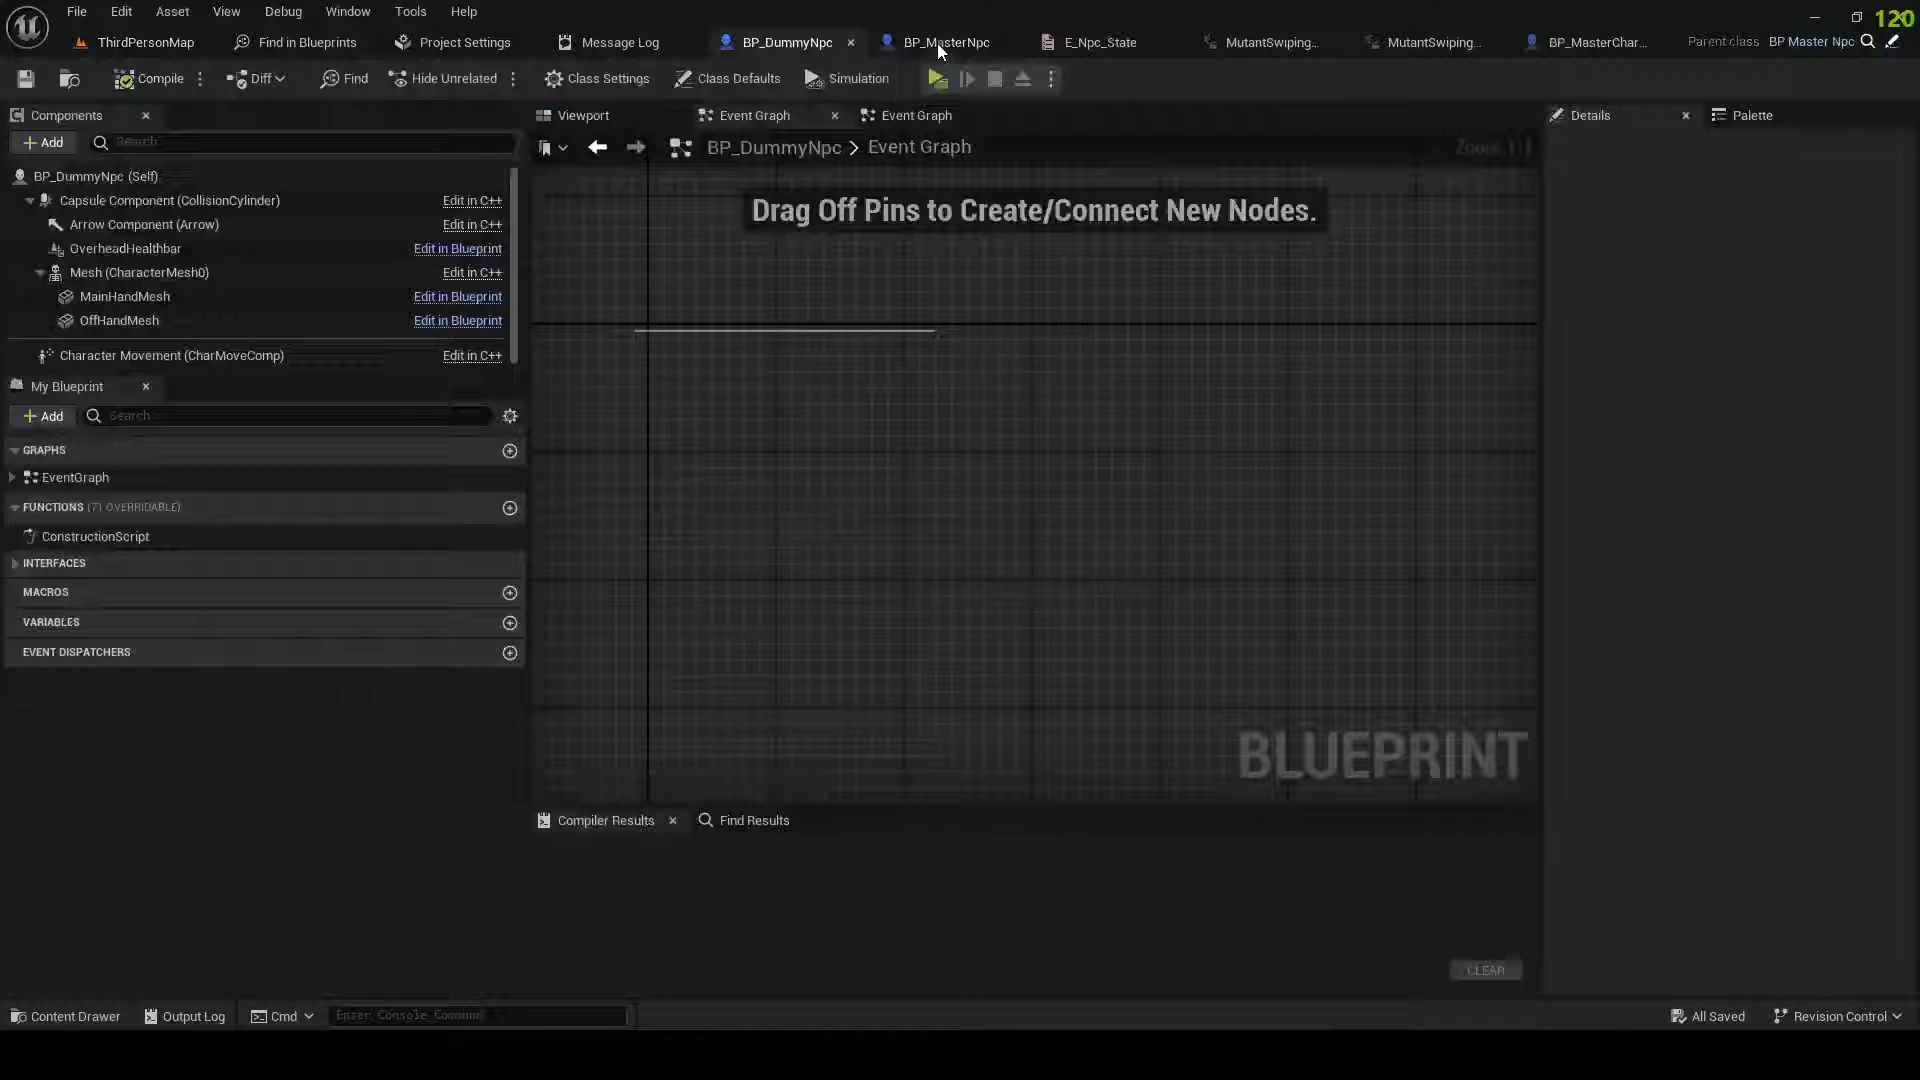 File Edit Asset View Debug Window Tools Help
120
ThirdPersonMap Find in Blueprints Project Settings Message Log BP_DummyNpc BP_MasterNpc E_Npc_State MutantSwiping... MutantSwiping... BP_MasterChar... Parent class BP Master Npc
Compile Diff Find Hide Unrelated Class Settings Class Defaults Simulation
Components Viewport Event Graph Event Graph Details Palette
Add Search
BP_DummyNpc > Event Graph
Drag Off Pins to Create/Connect New Nodes.
BP_DummyNpc (Self)
Capsule Component (CollisionCylinder) Edit in C++
Arrow Component (Arrow) Edit in C++
OverheadHealthbar Edit in Blueprint
Mesh (CharacterMesh0) Edit in C++
MainHandMesh Edit in Blueprint
OffHandMesh Edit in Blueprint
Character Movement (CharMoveComp) Edit in C++
My Blueprint
Add Search
GRAPHS
EventGraph
FUNCTIONS (71 OVERRIDABLE)
ConstructionScript
INTERFACES
MACROS
VARIABLES
EVENT DISPATCHERS
BLUEPRINT
Compiler Results Find Results
CLEAR
Content Drawer Output Log Cmd Enter Console Command All Saved Revision Control